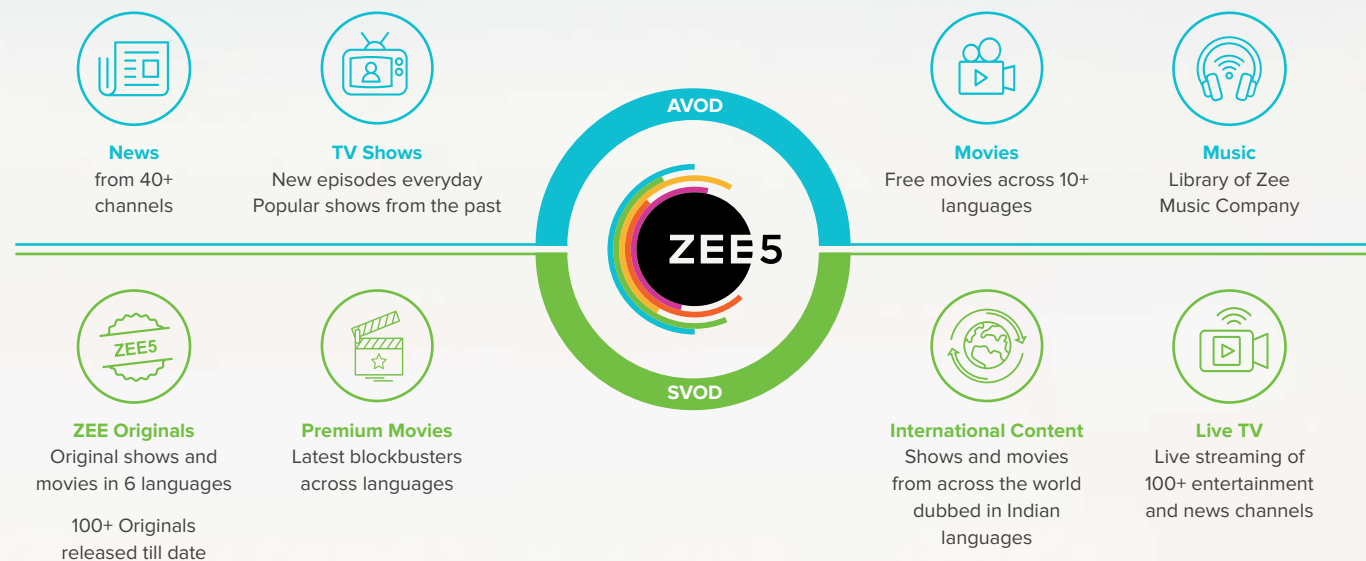 AVOD
News
from 40+
channels
TV Shows
New episodes everyday
Popular shows from the past
Movies
Free movies across 10+
languages
Music
Library of Zee
Music Company
ZEE5
ZEE5
ZEE Originals
Original shows and
movies in 6 languages
100+ Originals
released till date
Premium Movies
Latest blockbusters
across languages
SVOD
International Content
Shows and movies
from across the world
dubbed in Indian
languages
Live TV
Live streaming of
100+ entertainment
and news channels